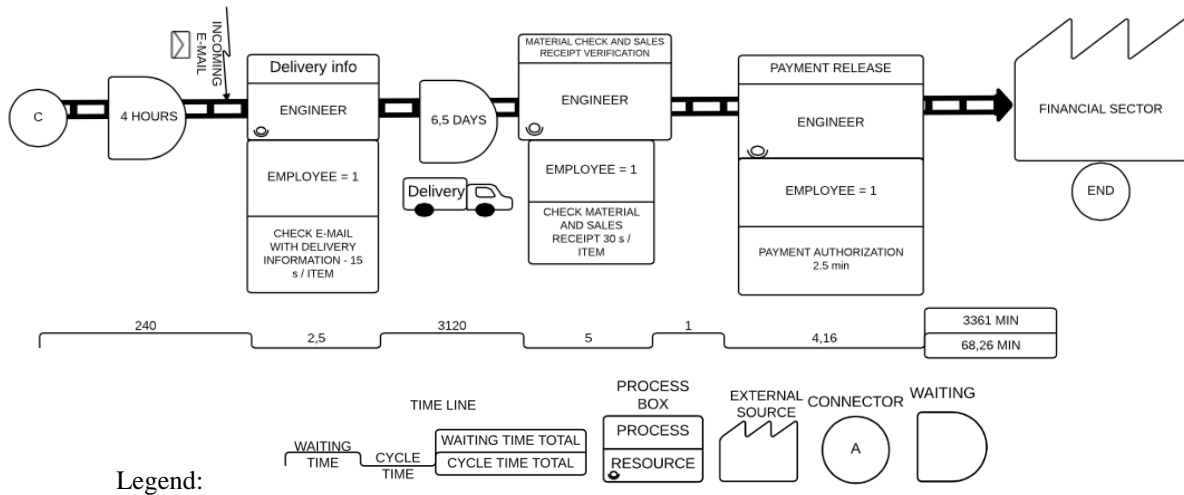 INCOMING
E-MAIL
C
4 HOURS
Delivery info
ENGINEER
EMPLOYEE = 1
CHECK E-MAIL
WITH DELIVERY
INFORMATION - 15
s / ITEM
6,5 DAYS
Delivery
MATERIAL CHECK AND SALES
RECEIPT VERIFICATION
ENGINEER
EMPLOYEE = 1
CHECK MATERIAL
AND SALES
RECEIPT 30 s /
ITEM
PAYMENT RELEASE
ENGINEER
EMPLOYEE = 1
PAYMENT AUTHORIZATION
2.5 min
FINANCIAL SECTOR
END
240
2,5
3120
5
1
4,16
3361 MIN
68,26 MIN
Legend:
TIME LINE
WAITING
TIME
CYCLE
TIME
WAITING TIME TOTAL
CYCLE TIME TOTAL
PROCESS
BOX
PROCESS
RESOURCE
EXTERNAL
SOURCE
CONNECTOR
A
WAITING